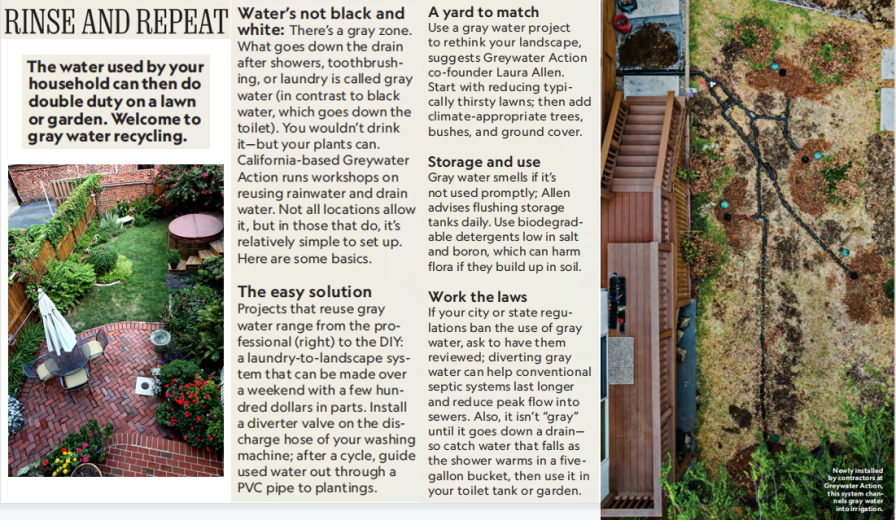 RINSE AND REPEAT
The water used by your
household can then do
double duty on a lawn
or garden. Welcome to
gray water recycling.
Water's not black and
white: There's a gray zone.
What goes down the drain
after showers, toothbrush-
ing, or laundry is called gray
water (in contrast to black
water, which goes down the
toilet). You wouldn't drink
it—but your plants can.
California-based Greywater
Action runs workshops on
reusing rainwater and drain
water. Not all locations allow
it, but in those that do, it's
relatively simple to set up.
Here are some basics.
The easy solution
Projects that reuse gray
water range from the pro-
fessional (right) to the DIY:
a laundry-to-landscape sys-
tem that can be made over
a weekend with a few hun-
dred dollars in parts. Install
a diverter valve on the dis-
charge hose of your washing
machine; after a cycle, guide
used water out through a
PVC pipe to plantings.
A yard to match
Use a gray water project
to rethink your landscape,
suggests Greywater Action
co-founder Laura Allen.
Start with reducing typi-
cally thirsty lawns; then add
climate-appropriate trees,
bushes, and ground cover.
Storage and use
Gray water smells if it's
not used promptly; Allen
advises flushing storage
tanks daily. Use biodegrad-
able detergents low in salt
and boron, which can harm
flora if they build up in soil.
Work the laws
If your city or state regu-
lations ban the use of gray
water, ask to have them
reviewed; diverting gray
water can help conventional
septic systems last longer
and reduce peak flow into
sewers. Also, it isn't "gray"
until it goes down a drain—
so catch water that falls as
the shower warms in a five-
gallon bucket, then use it in
your toilet tank or garden.
Newly installed
by contractors at
Greywater Action,
this system chan-
nels gray water
into irrigation.